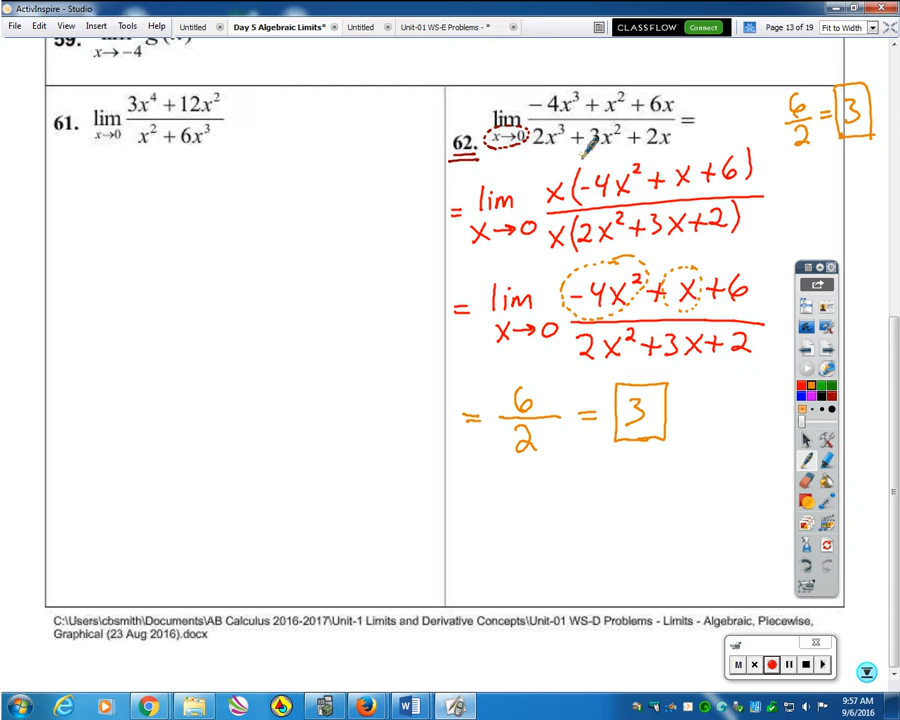 ActivInspire - Studio
File Edit View Insert Tools Help
Untitled
Day 5 Algebraic Limits*
Untitled
Unit-01 WS-E Problems - *
CLASSFLOW Connect
Page 13 of 19
Fit to Width
59.
x→−4
61. lim x→0 (3x⁴ + 12x²)/(x² + 6x³)
62. lim x→0 (−4x³ + x² + 6x)/(2x³ + 3x² + 2x) =
6/2 = 3
= lim x→0 x(-4x² + x + 6)/x(2x² + 3x + 2)
= lim x→0 (-4x² + x + 6)/(2x² + 3x + 2)
= 6/2 = 3
C:\Users\cbsmith\Documents\AB Calculus 2016-2017\Unit-1 Limits and Derivative Concepts\Unit-01 WS-D Problems - Limits - Algebraic, Piecewise,
Graphical (23 Aug 2016).docx
M
9:57 AM
9/6/2016